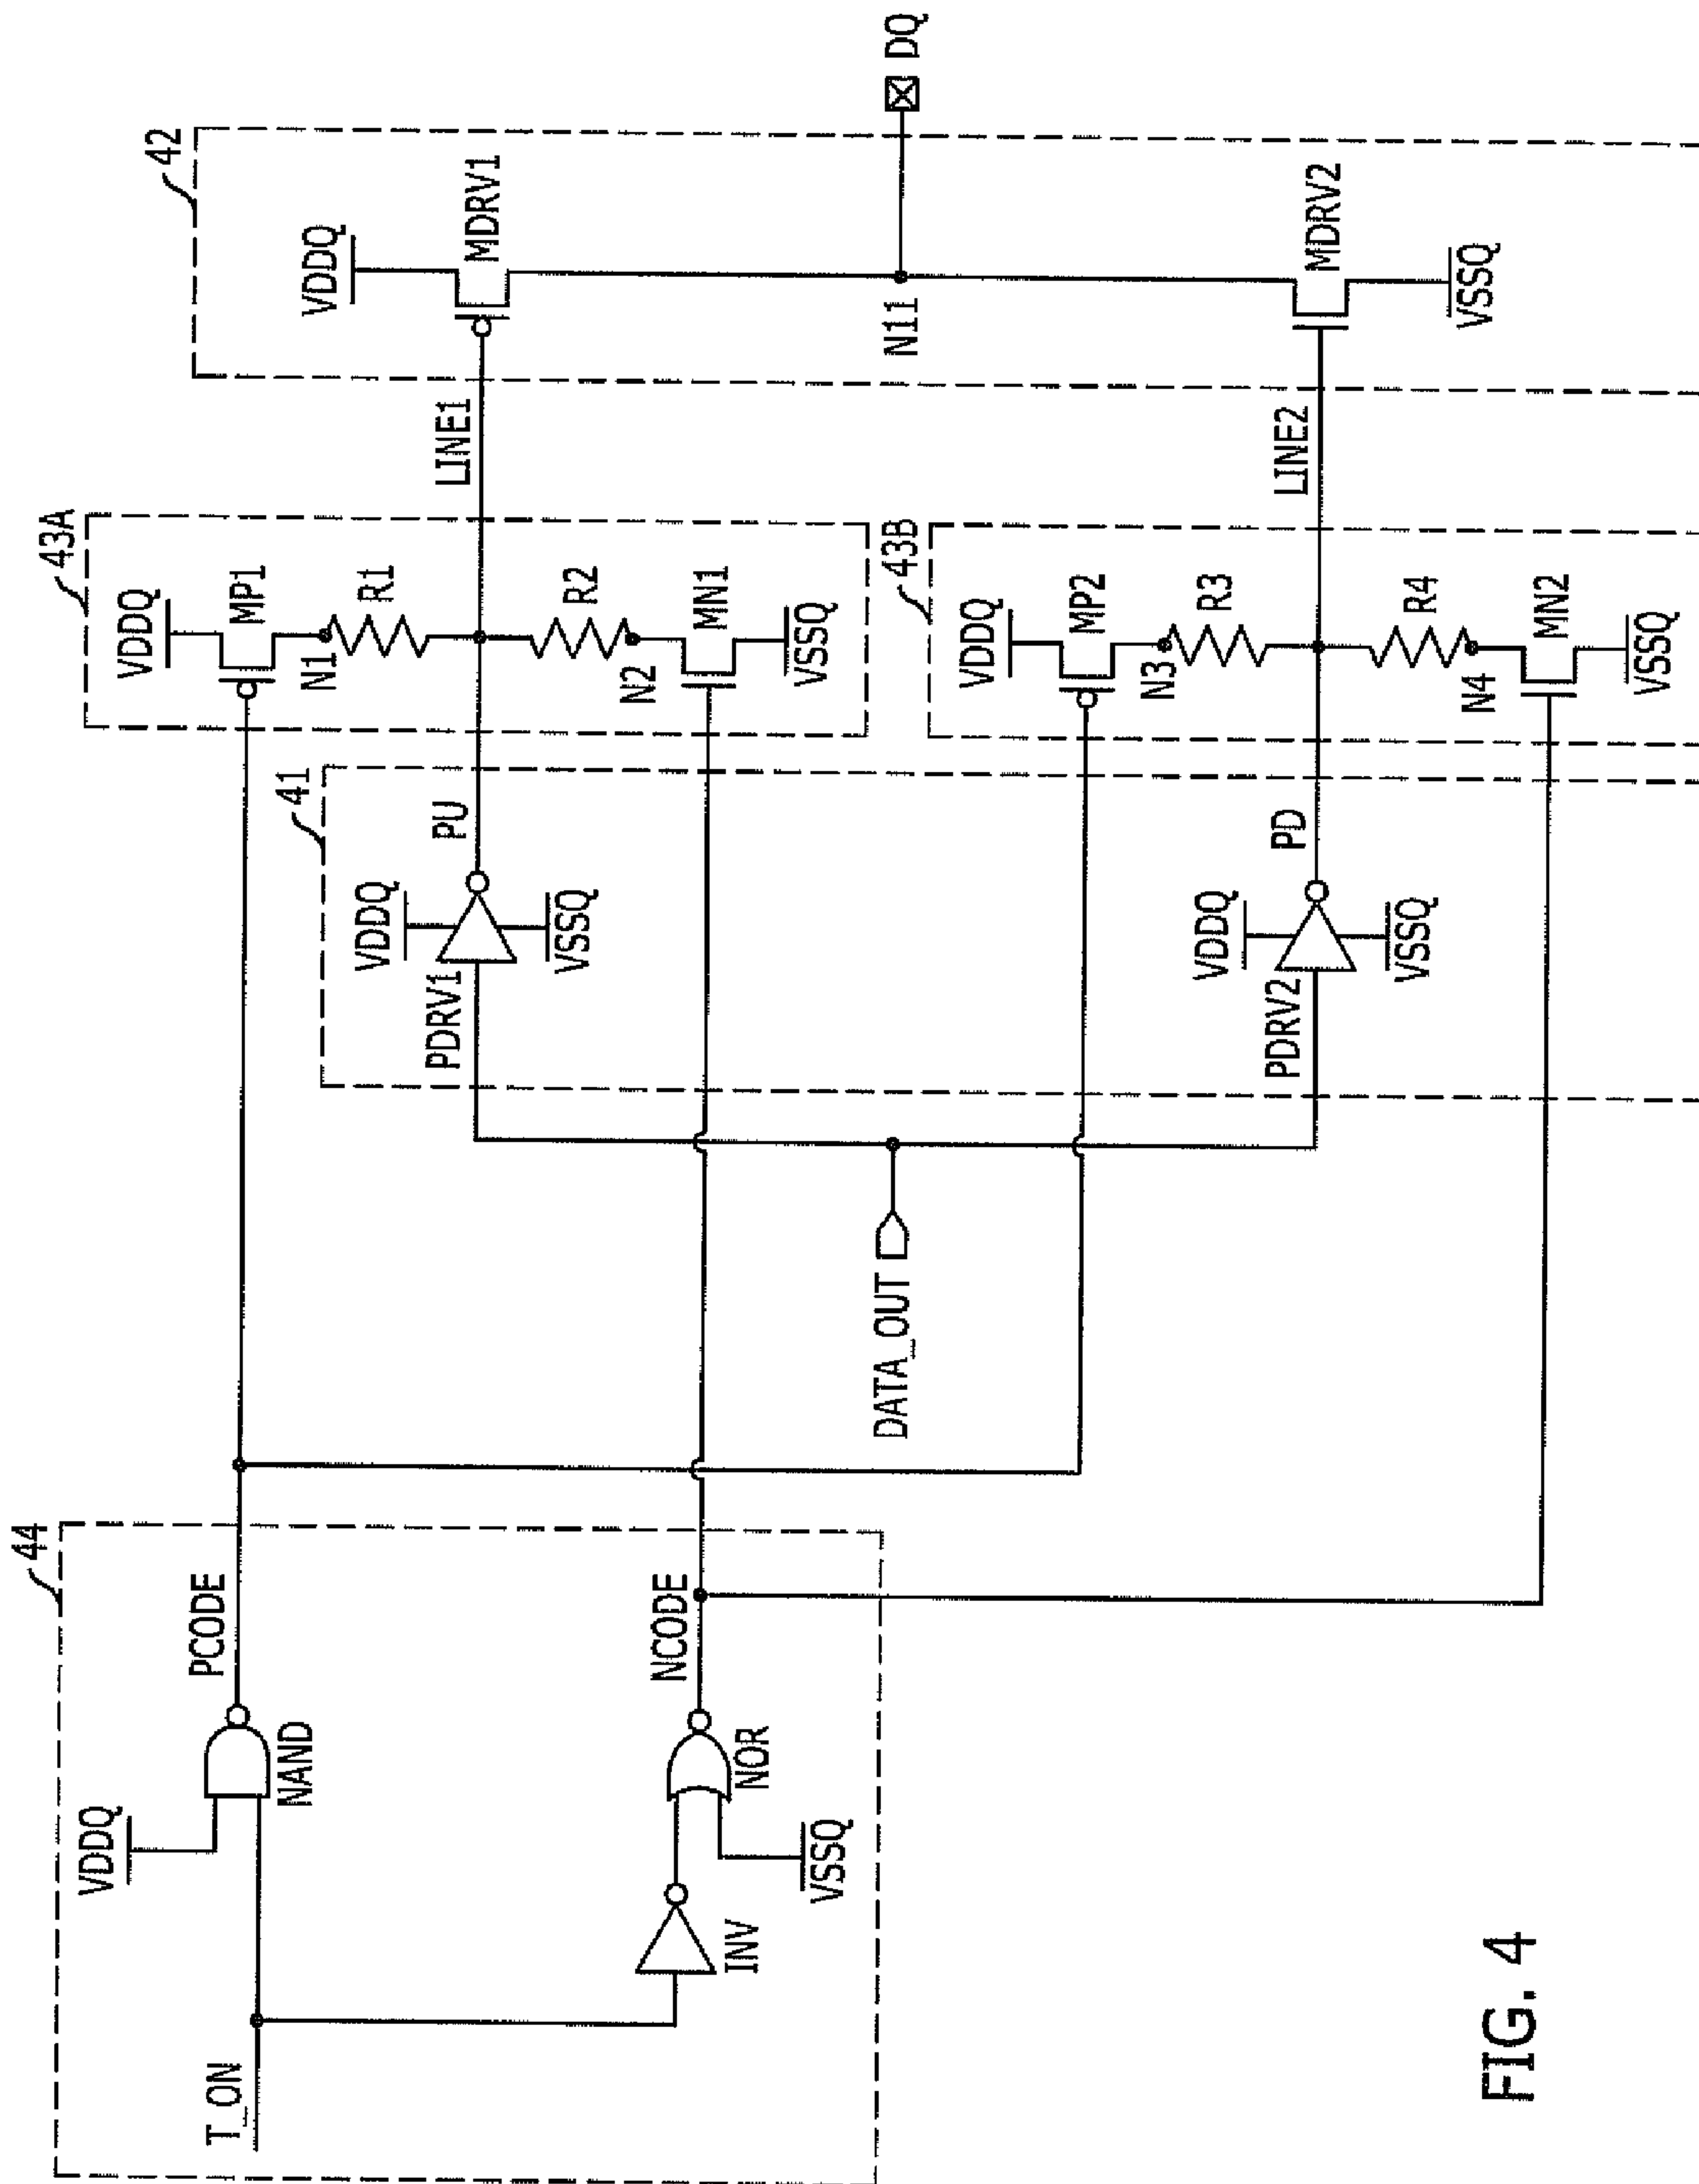 44
VDDQ
NAND
PCODE
T_ON
INV
NOR
NCODE
VSSQ
DATA_OUT
41
PDRV1
VDDQ
VSSQ
PU
PDRV2
VDDQ
VSSQ
PD
43A
VDDQ
MP1
N1
R1
R2
N2
MN1
VSSQ
43B
VDDQ
MP2
N3
R3
R4
N4
MN2
VSSQ
LINE1
LINE2
42
VDDQ
MDRV1
N11
MDRV2
VSSQ
DQ
FIG. 4